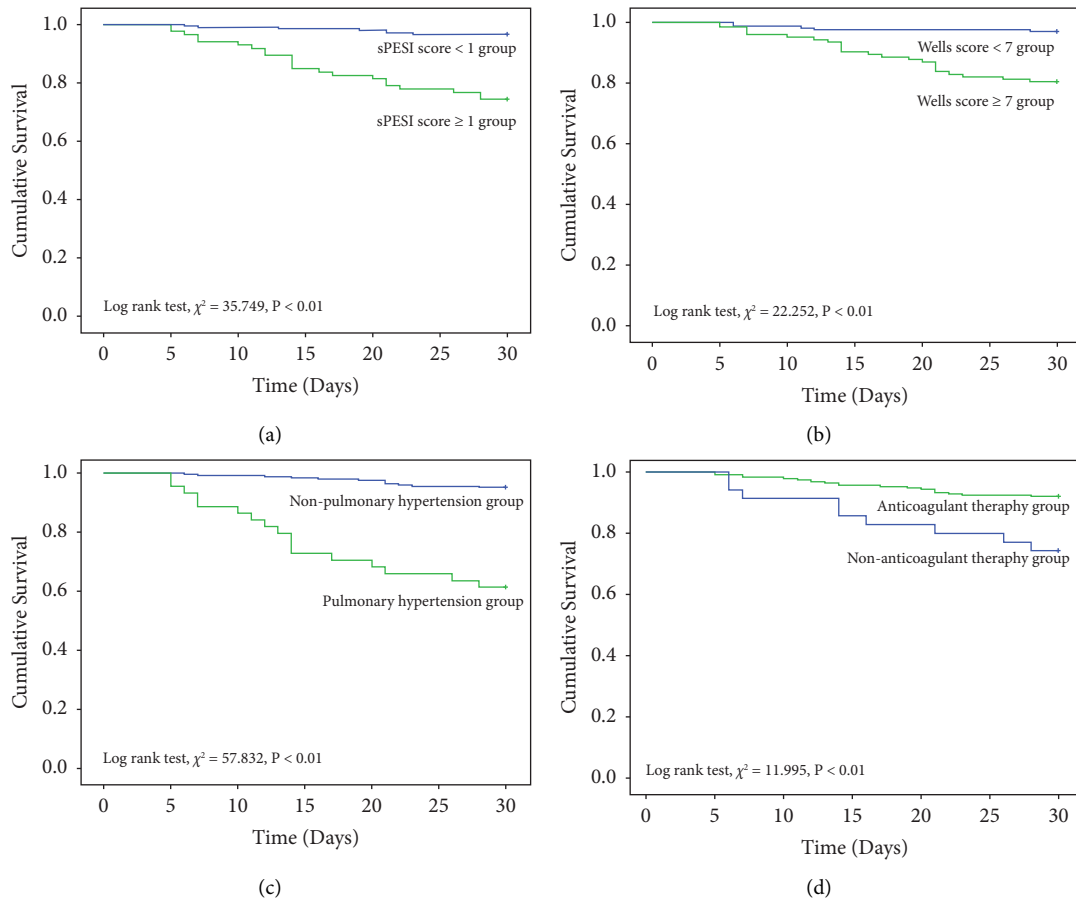 1.0
0.8
0.6
0.4
0.8
0.0
Cumulative Survival
sPESI score < 1 group
sPESI score ≥ 1 group
Log rank test, χ² = 35.749, P < 0.01
0 5 10 15 20 25 30
Time (Days)
(a)
1.0
0.8
0.6
0.4
0.8
0.0
Cumulative Survival
Wells score < 7 group
Wells score ≥ 7 group
Log rank test, χ² = 22.252, P < 0.01
0 5 10 15 20 25 30
Time (Days)
(b)
1.0
0.8
0.6
0.4
0.8
0.0
Cumulative Survival
Non-pulmonary hypertension group
Pulmonary hypertension group
Log rank test, χ² = 57.832, P < 0.01
0 5 10 15 20 25 30
Time (Days)
(c)
1.0
0.8
0.6
0.4
0.8
0.0
Cumulative Survival
Anticoagulant theraphy group
Non-anticoagulant theraphy group
Log rank test, χ² = 11.995, P < 0.01
0 5 10 15 20 25 30
Time (Days)
(d)